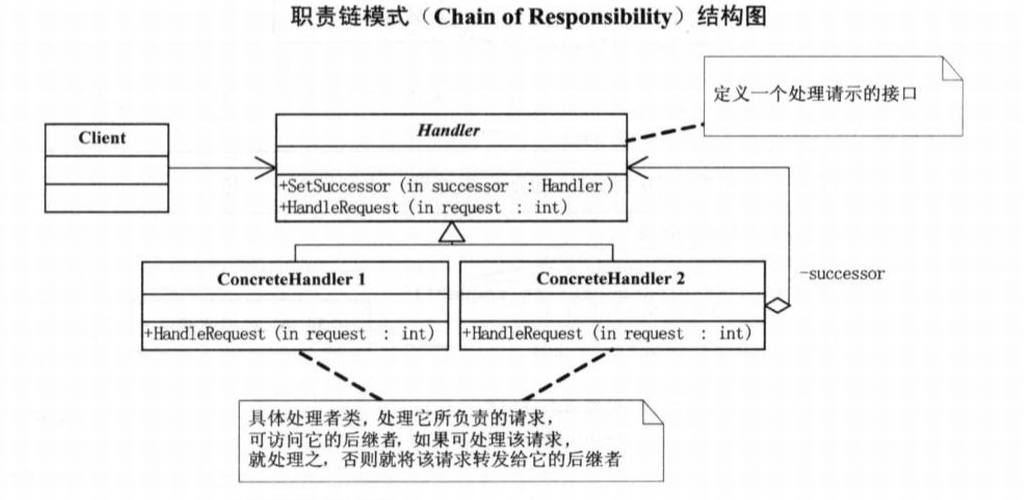 职责链模式（Chain of Responsibility）结构图
定义一个处理请示的接口
Client
Handler
+SetSuccessor (in successor : Handler)
+HandleRequest (in request : int)
ConcreteHandler 1
+HandleRequest (in request : int)
ConcreteHandler 2
+HandleRequest (in request : int)
-successor
具体处理者类，处理它所负责的请求，
可访问它的后继者，如果可处理该请求，
就处理之，否则就将该请求转发给它的后继者